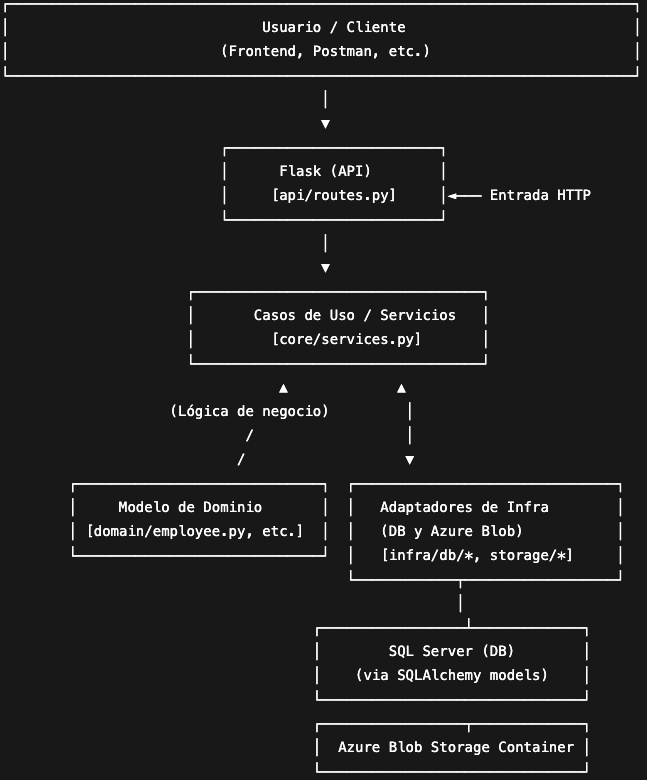 Usuario / Cliente
(Frontend, Postman, etc.)
Flask (API)
[api/routes.py]
Entrada HTTP
Casos de Uso / Servicios
[core/services.py]
(Lógica de negocio)
/
/
Modelo de Dominio
[domain/employee.py, etc.]
Adaptadores de Infra
(DB y Azure Blob)
[infra/db/*, storage/*]
SQL Server (DB)
(via SQLAlchemy models)
Azure Blob Storage Container